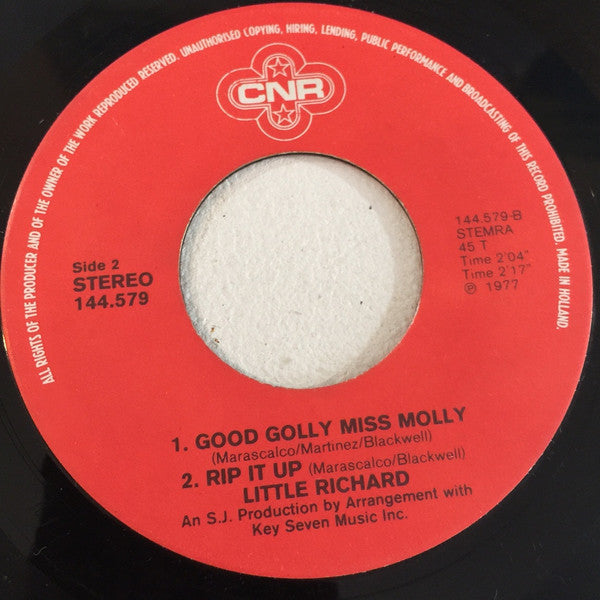 ALL RIGHTS OF THE PRODUCER AND OF THE OWNER OF THE WORK REPRODUCED RESERVED. UNAUTHORISED COPYING, HIRING, LENDING, PUBLIC PERFORMANCE AND BROADCASTING OF THIS RECORD PROHIBITED. MADE IN HOLLAND.
CNR
Side 2
STEREO
144.579
144.579-B
STEMRA
45 T
Time 2'04"
Time 2'17"
℗ 1977
1. GOOD GOLLY MISS MOLLY
(Marascalco/Martinez/Blackwell)
2. RIP IT UP (Marascalco/Blackwell)
LITTLE RICHARD
An S.J. Production by Arrangement with
Key Seven Music Inc.